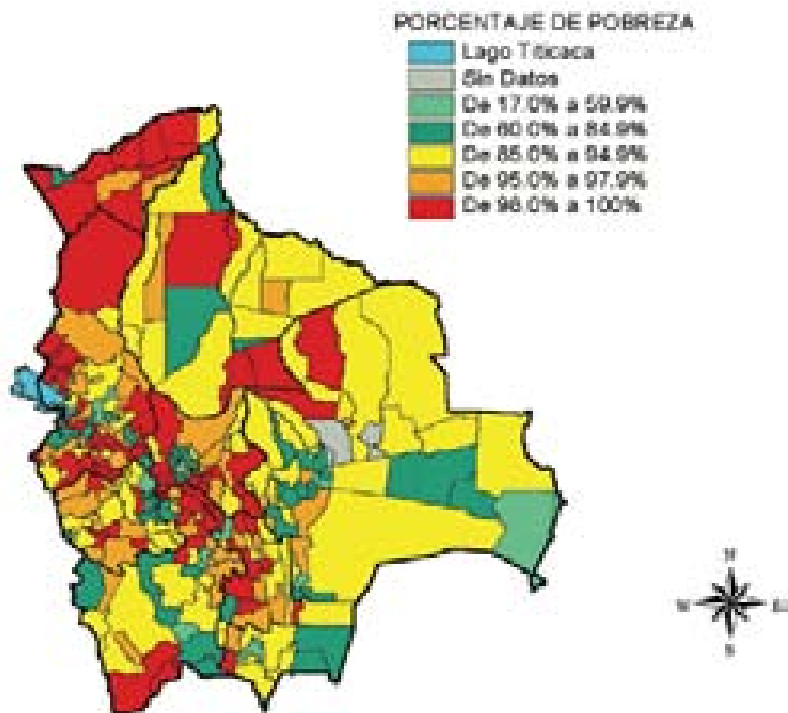 PORCENTAJE DE POBREZA
Lago Titicaca
Sin Datos
De 17.0% a 59.9%
De 60.0% a 84.9%
De 85.0% a 94.9%
De 95.0% a 97.9%
De 98.0% a 100%
S